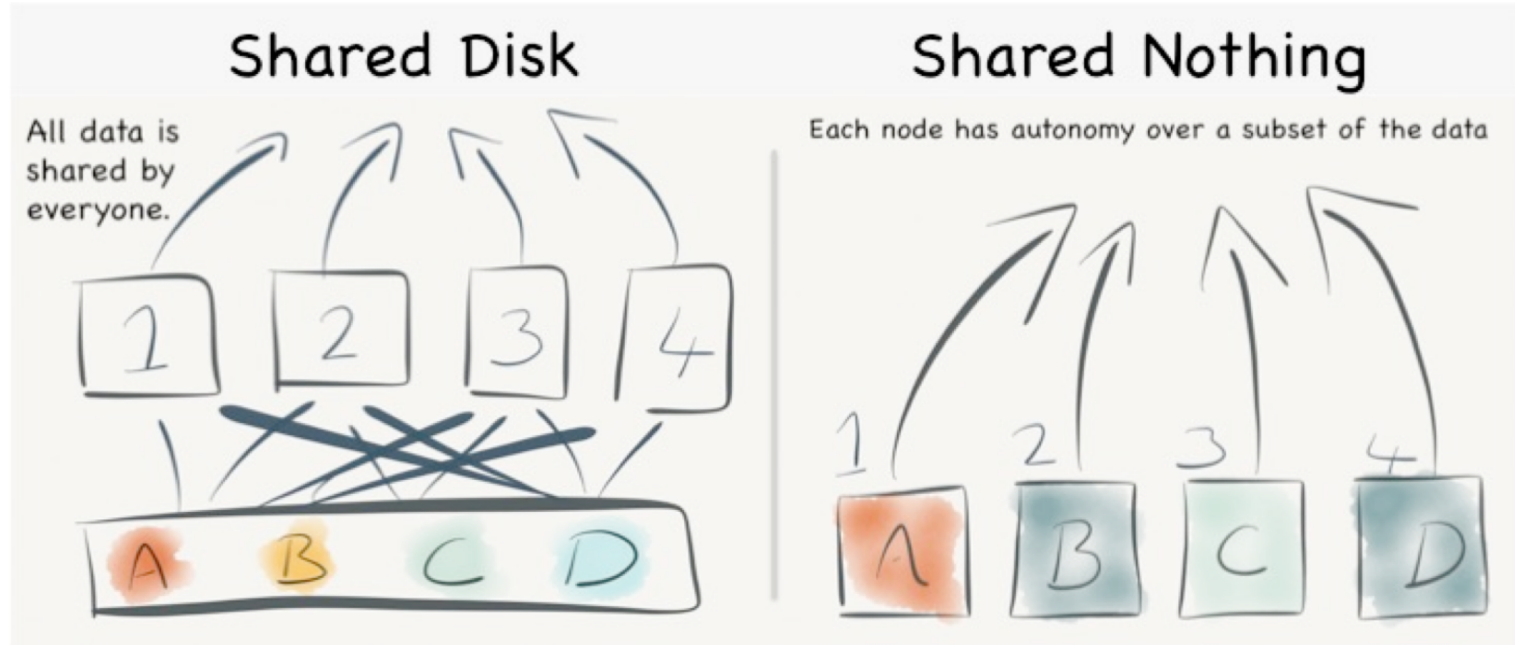 Shared Disk
All data is
shared by
everyone.
1 2 3 4
A B C D
Shared Nothing
Each node has autonomy over a subset of the data
1 2 3 4
A B C D